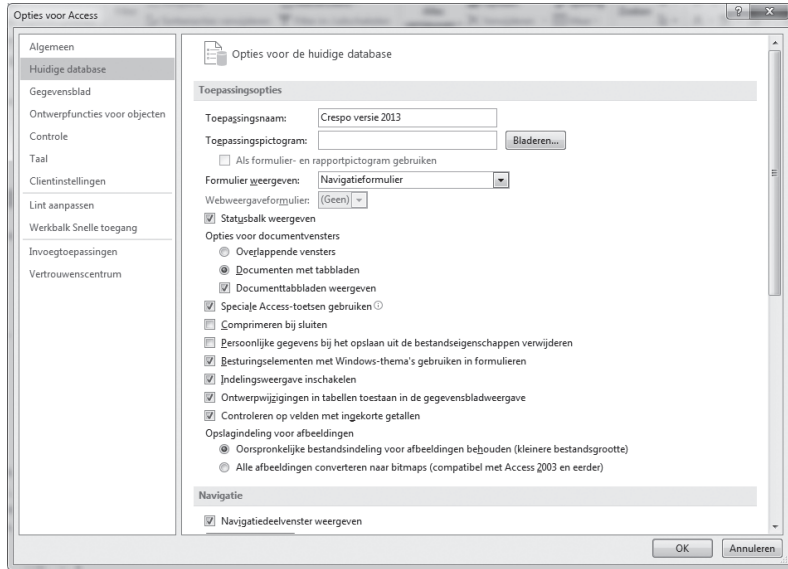 Opties voor Access
Algemeen
Huidige database
Gegevensblad
Ontwerpfuncties voor objecten
Controle
Taal
Clientinstellingen
Lint aanpassen
Werkbalk Snelle toegang
Invoegtoepassingen
Vertrouwenscentrum
Opties voor de huidige database
Toepassingsopties
Toepassingsnaam: Crespo versie 2013
Toepassingspictogram: Bladeren...
Als formulier- en rapportpictogram gebruiken
Formulier weergeven: Navigatieformulier
Webweergaveformulier: (Geen)
Statusbalk weergeven
Opties voor documentvensters
Overlappende vensters
Documenten met tabbladen
Documenttabbladen weergeven
Speciale Access-toetsen gebruiken
Comprimeren bij sluiten
Persoonlijke gegevens bij het opslaan uit de bestandseigenschappen verwijderen
Besturingselementen met Windows-thema's gebruiken in formulieren
Indelingsweergave inschakelen
Ontwerpwijzigingen in tabellen toestaan in de gegevensbladweergave
Controleren op velden met ingekorte getallen
Opslagindeling voor afbeeldingen
Oorspronkelijke bestandsindeling voor afbeeldingen behouden (kleinere bestandsgrootte)
Alle afbeeldingen converteren naar bitmaps (compatibel met Access 2003 en eerder)
Navigatie
Navigatiedeelvenster weergeven
OK Annuleren